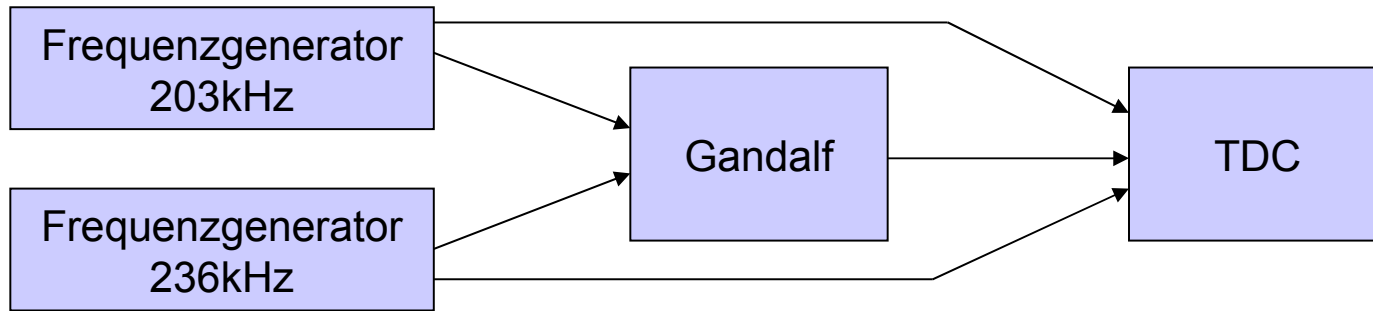 Frequenzgenerator
203kHz
Gandalf
TDC
Frequenzgenerator
236kHz